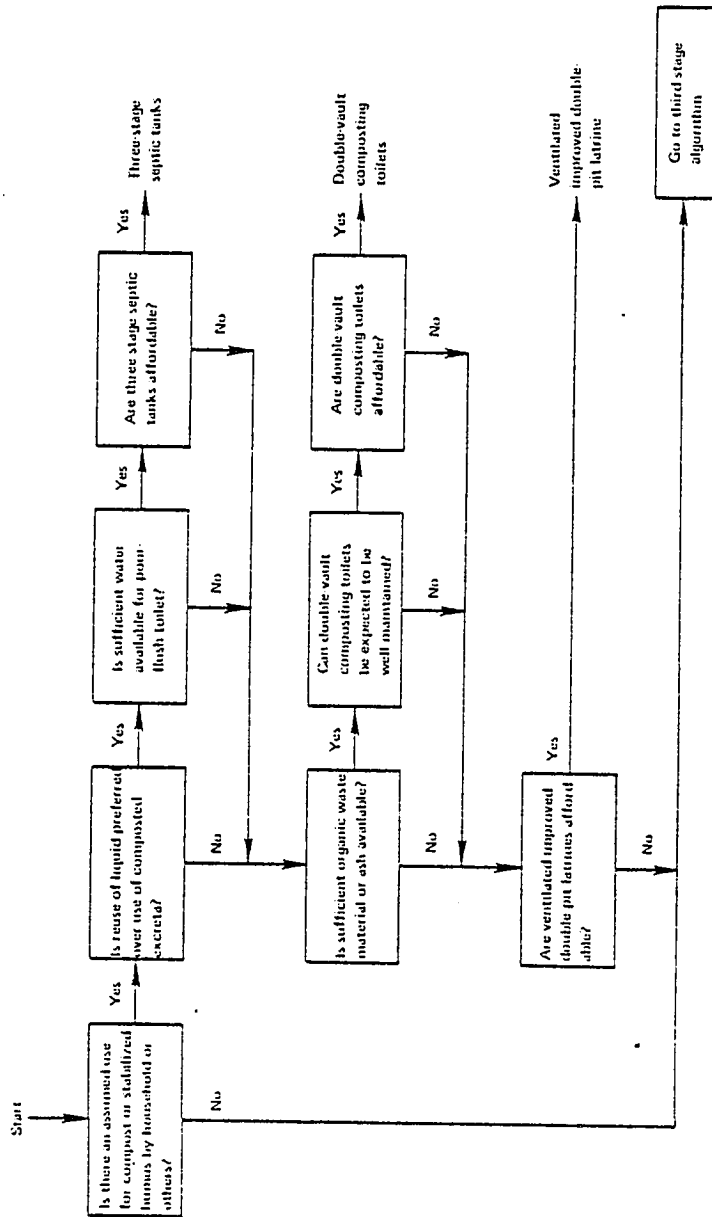 Start
Is there an assumed use
for compost or stabilized
humus by household or
others?
Yes
No
Is reuse of liquid preferred
over use of composted
excreta?
Yes
No
Is sufficient water
available for pour-
flush toilet?
Yes
No
Are three stage septic
tanks affordable?
Yes
No
Three-stage
septic tanks
Is sufficient organic waste
material or ash available?
Yes
No
Can double-vault
composting toilets
be expected to be
well maintained?
Yes
No
Are double-vault
composting toilets
affordable?
Yes
No
Double-vault
composting
toilets
Are ventilated improved
double pit latrines afford
able?
Yes
No
Ventilated
improved double-
pit latrine
Go to third stage
algorithm